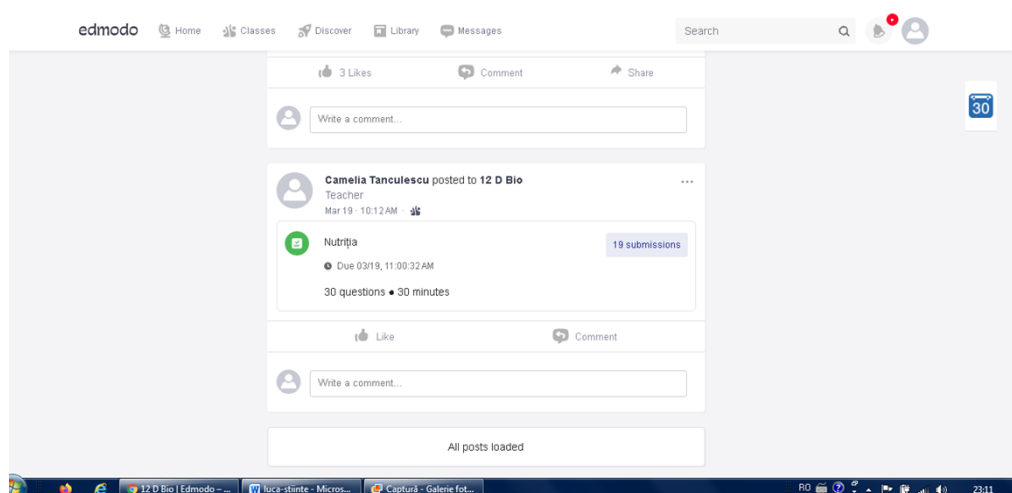 edmodo Home Classes Discover Library Messages Search
3 Likes Comment Share
Write a comment...
30
Camelia Tanculescu posted to 12 D Bio
Teacher
Mar 19 · 10:12 AM ·
Nutriția 19 submissions
Due 03/19, 11:00:32 AM
30 questions ● 30 minutes
Like Comment
Write a comment...
All posts loaded
12 D Bio | Edmodo – ... luca-stiinte - Micros... Captură - Galerie fot... RO 23:11